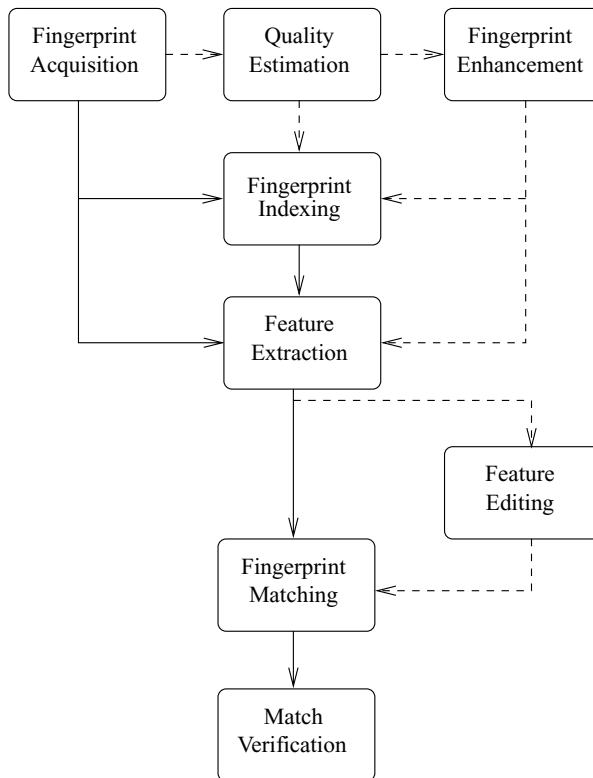 Fingerprint
Acquisition
Quality
Estimation
Fingerprint
Enhancement
Fingerprint
Indexing
Feature
Extraction
Feature
Editing
Fingerprint
Matching
Match
Verification